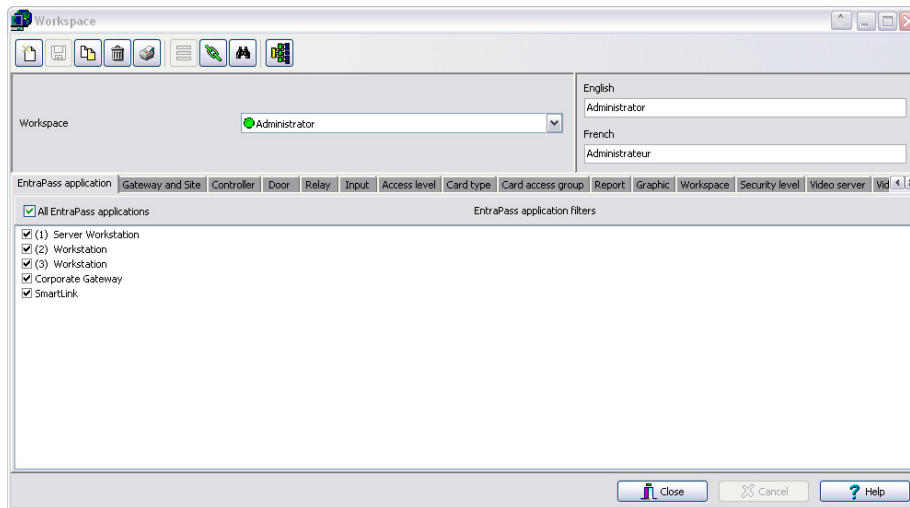 Workspace
English
Administrator
Workspace
Administrator
French
Administrateur
EntraPass application Gateway and Site Controller Door Relay Input Access level Card type Card access group Report Graphic Workspace Security level Video server Vid
All EntraPass applications
EntraPass application filters
(1) Server Workstation
(2) Workstation
(3) Workstation
Corporate Gateway
SmartLink
Close
Cancel
Help